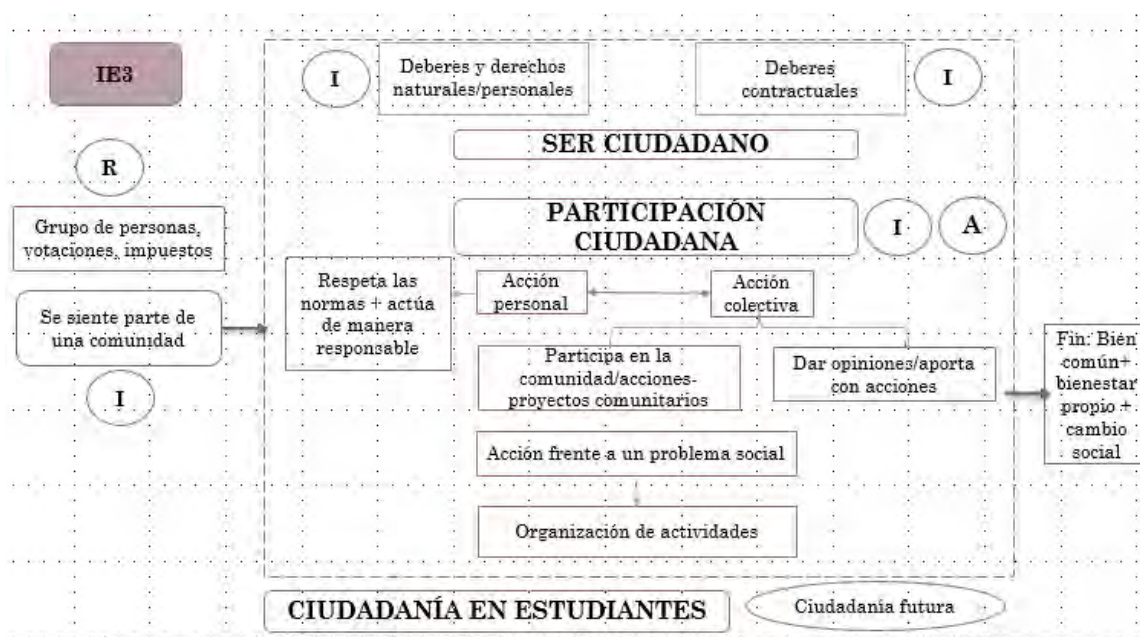 IE3
I
Deberes y derechos
naturales/personales
Deberes
contractuales
I
SER CIUDADANO
R
Grupo de personas,
votaciones, impuestos
PARTICIPACIÓN
CIUDADANA
I
A
Se siente parte de
una comunidad
I
Respeta las
normas + actúa
de manera
responsable
Acción
personal
Acción
colectiva
Participa en la
comunidad/acciones-
proyectos comunitarios
Dar opiniones/aporta
con acciones
Fin: Bien
común+
bienestar
propio +
cambio
social
Acción frente a un problema social
Organización de actividades
CIUDADANÍA EN ESTUDIANTES
Ciudadanía futura